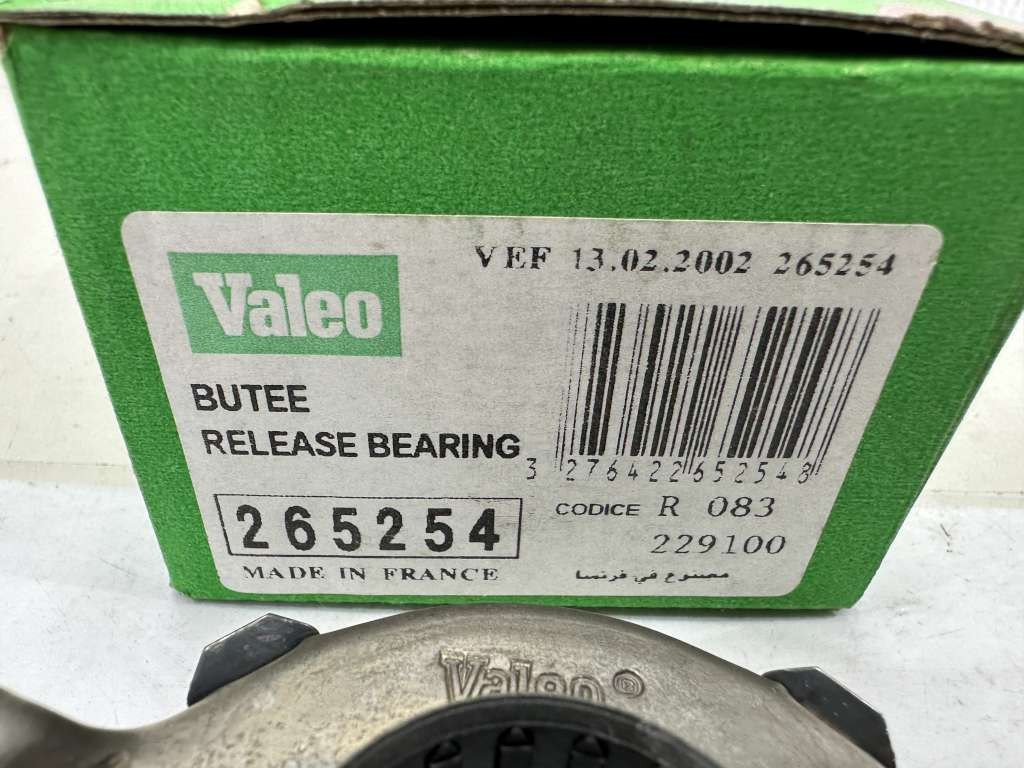 Valeo
VEF 13.02.2002 265254
BUTEE
RELEASE BEARING
3 276422 652548
265254
CODICE R 083
229100
MADE IN FRANCE
مصنوع في فرنسا
Valeo ®